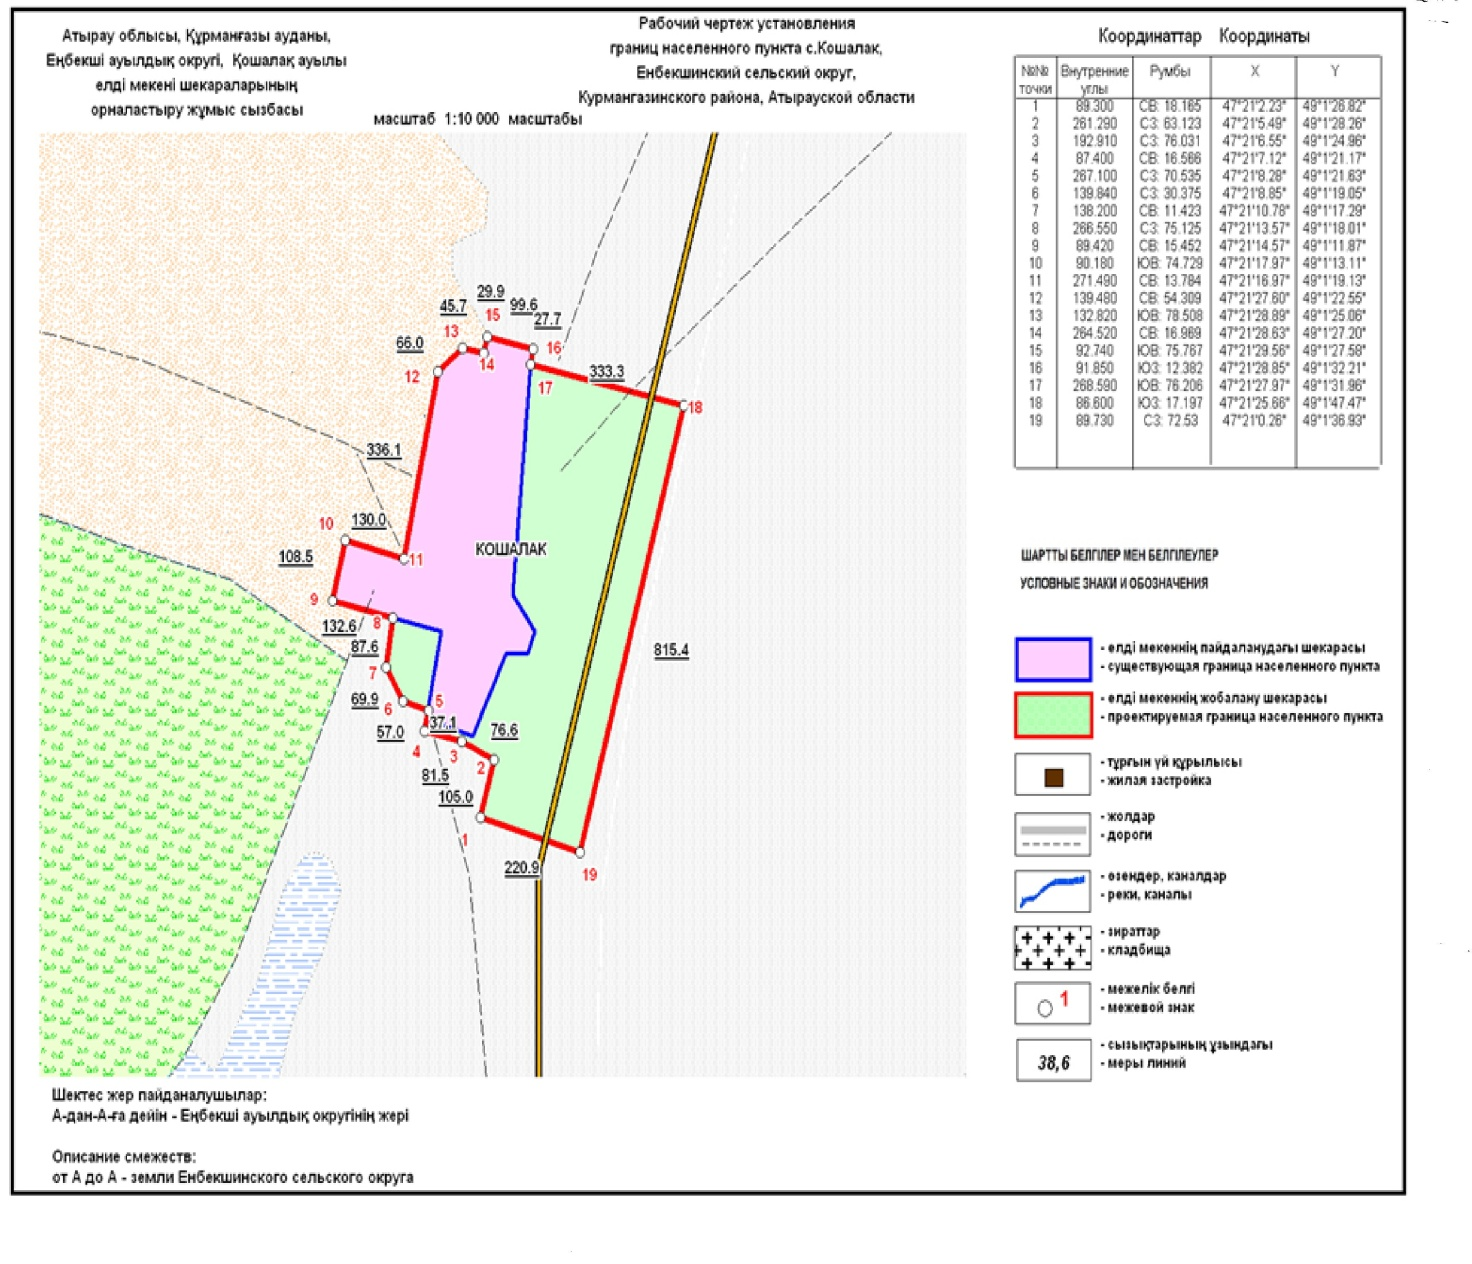 Атырау облысы, Құрманғазы ауданы,
Еңбекші ауылдық округі, Қошалақ ауылы
елді мекені шекараларының
орналастыру жұмыс сызбасы
Рабочий чертеж установления
границ населенного пункта с.Кошалак,
Енбекшинский сельский округ,
Курмангазинского района, Атырауской области
масштаб 1:10 000 масштабы
Координаттар Координаты
№№ точки Внутренние углы Румбы X Y
1 89.300 СВ: 18.165 47°21'2.23" 49°1'26.82"
2 261.290 СЗ: 63.123 47°21'5.49" 49°1'28.26"
3 192.910 СЗ: 76.031 47°21'6.55" 49°1'24.96"
4 87.400 СВ: 16.566 47°21'7.12" 49°1'21.17"
5 267.100 СЗ: 70.535 47°21'8.28" 49°1'21.63"
6 139.840 СЗ: 30.375 47°21'8.85" 49°1'19.05"
7 138.200 СВ: 11.423 47°21'10.78" 49°1'17.29"
8 266.550 СЗ: 75.125 47°21'13.57" 49°1'18.01"
9 89.420 СВ: 15.452 47°21'14.57" 49°1'11.87"
10 90.180 ЮВ: 74.729 47°21'17.97" 49°1'13.11"
11 271.490 СВ: 13.784 47°21'16.97" 49°1'19.13"
12 139.480 СВ: 54.309 47°21'27.60" 49°1'22.55"
13 132.820 ЮВ: 78.508 47°21'28.89" 49°1'25.06"
14 264.520 СВ: 16.969 47°21'28.63" 49°1'27.20"
15 92.740 ЮВ: 75.767 47°21'29.56" 49°1'27.58"
16 91.850 ЮЗ: 12.382 47°21'28.85" 49°1'32.21"
17 268.590 ЮВ: 76.206 47°21'27.97" 49°1'31.96"
18 86.600 ЮЗ: 17.197 47°21'25.66" 49°1'47.47"
19 89.730 СЗ: 72.53 47°21'0.26" 49°1'36.93"
29.9
45.7
99.6
15
27.7
13
66.0
16
14
12
17
333.3
18
336.1
10
130.0
108.5
КОШАЛАК
11
9
132.6
8
87.6
815.4
7
69.9
6
5
37.1
57.0
76.6
4
3
2
81.5
105.0
1
220.9
19
ШАРТТЫ БЕЛГІЛЕР МЕН БЕЛГІЛЕУЛЕР
УСЛОВНЫЕ ЗНАКИ И ОБОЗНАЧЕНИЯ
- елді мекеннің пайдаланудағы шекарасы
- существующая граница населенного пункта
- елді мекеннің жобалану шекарасы
- проектируемая граница населенного пункта
- тұрғын үй құрылысы
- жилая застройка
- жолдар
- дороги
- өзендер, каналдар
- реки, каналы
- зираттар
- кладбища
1
- межелік белгі
- межевой знак
38,6
- сызықтарының ұзындағы
- меры линий
Шектес жер пайданалушылар:
А-дан-А-ға дейін - Еңбекші ауылдық округінің жері
Описание смежеств:
от А до А - земли Енбекшинского сельского округа